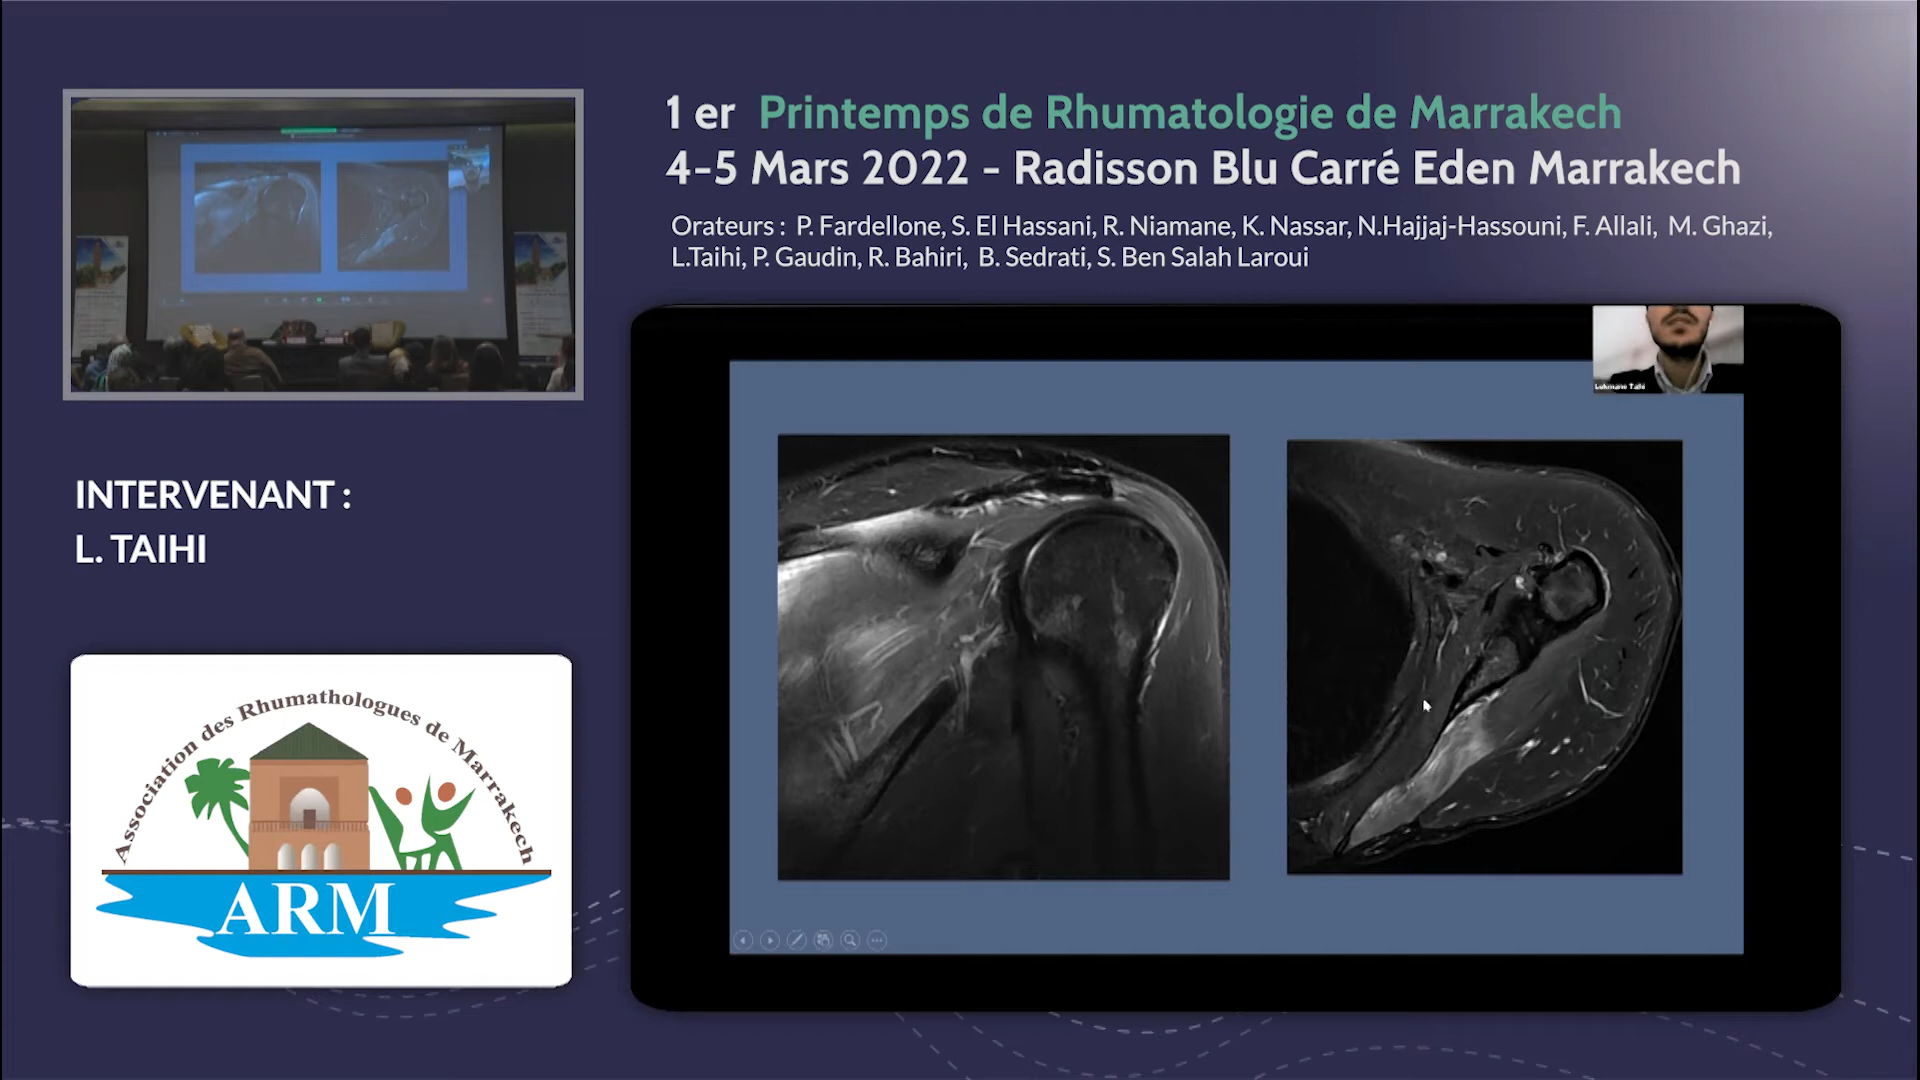 1 er Printemps de Rhumatologie de Marrakech
4-5 Mars 2022 - Radisson Blu Carré Eden Marrakech
Orateurs : P. Fardellone, S. El Hassani, R. Niamane, K. Nassar, N.Hajjaj-Hassouni, F. Allali, M. Ghazi,
L.Taihi, P. Gaudin, R. Bahiri, B. Sedrati, S. Ben Salah Laroui
Lokmane Taihi
INTERVENANT :
L. TAIHI
Association des Rhumathologues de Marrakech
ARM